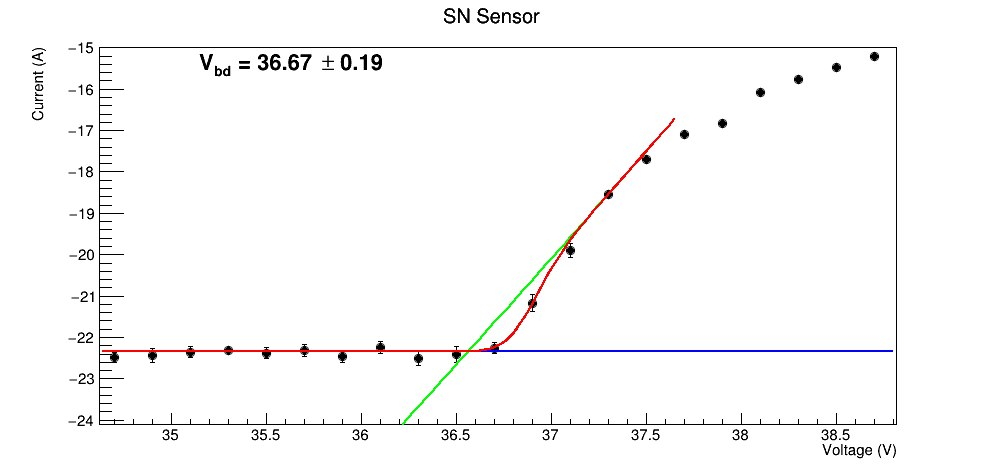 SN Sensor
Current (A)
V_bd = 36.67 ± 0.19
−15
−16
−17
−18
−19
−20
−21
−22
−23
−24
35 35.5 36 36.5 37 37.5 38 38.5
Voltage (V)